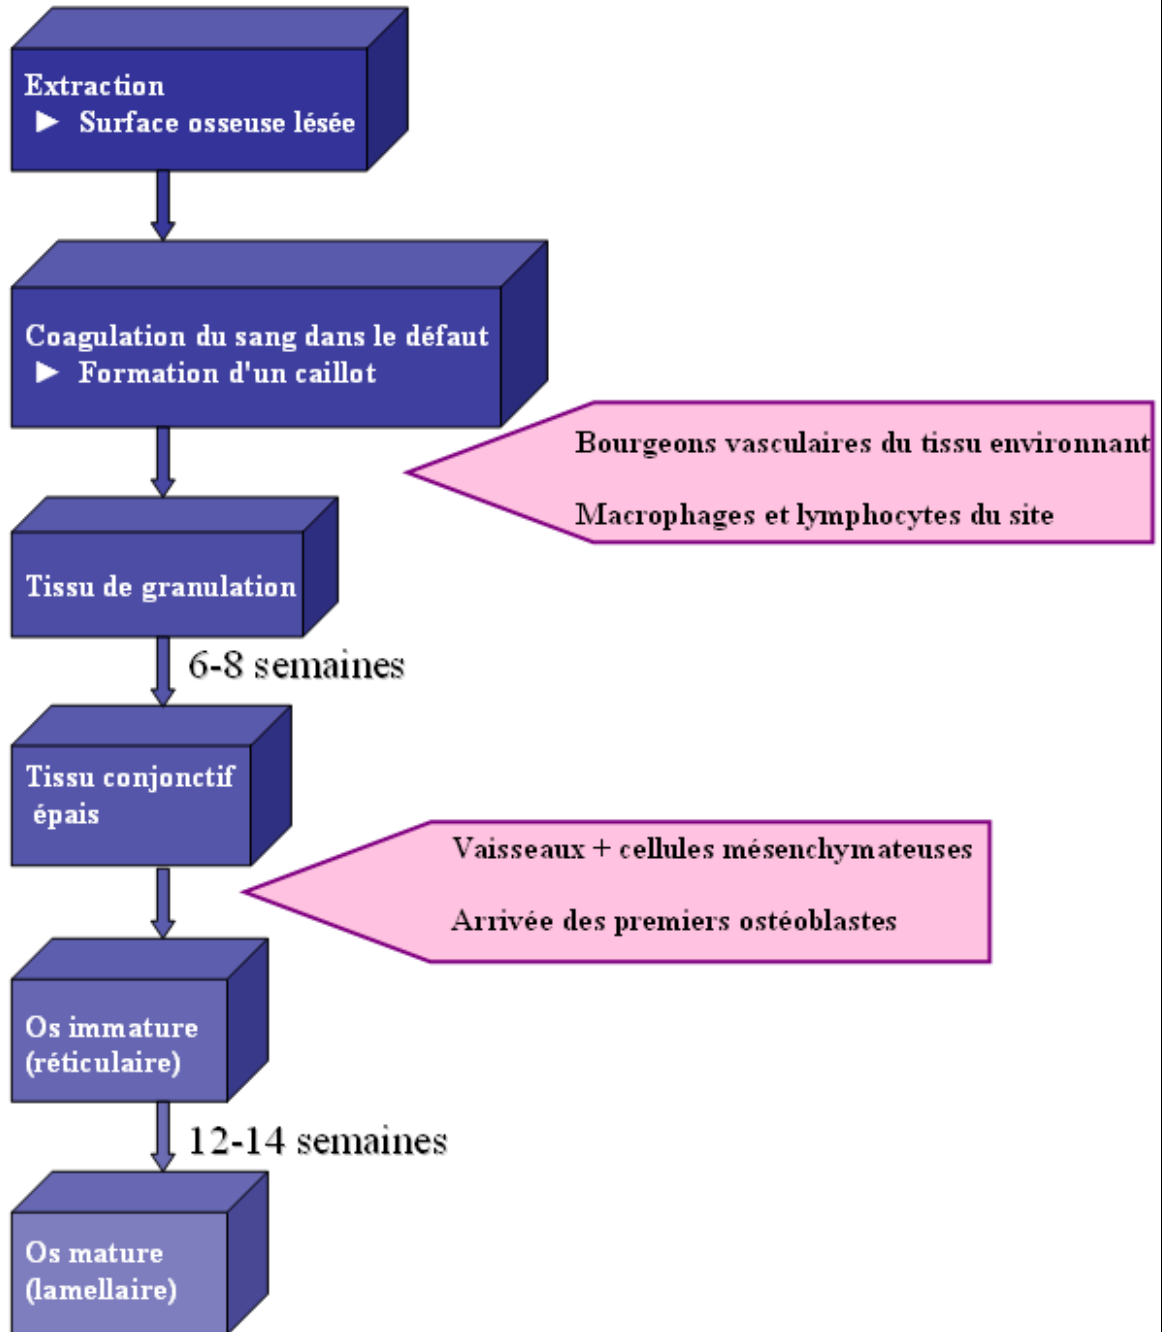 Extraction
► Surface osseuse lésée
Coagulation du sang dans le défaut
► Formation d'un caillot
Bourgeons vasculaires du tissu environnant
Macrophages et lymphocytes du site
Tissu de granulation
6-8 semaines
Tissu conjonctif
épais
Vaisseaux + cellules mésenchymateuses
Arrivée des premiers ostéoblastes
Os immature
(réticulaire)
12-14 semaines
Os mature
(lamellaire)